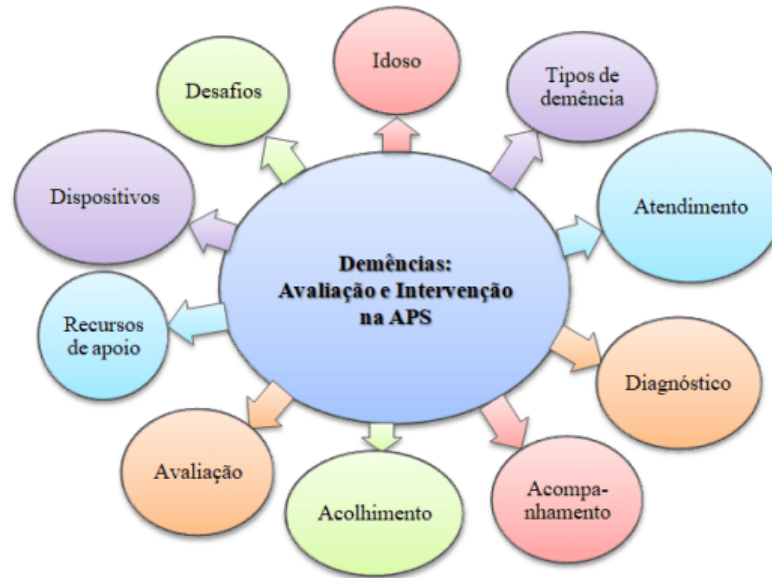 Idoso
Tipos de
demência
Desafios
Atendimento
Dispositivos
Demências:
Avaliação e Intervenção
na APS
Recursos
de apoio
Diagnóstico
Avaliação
Acompa-
nhamento
Acolhimento